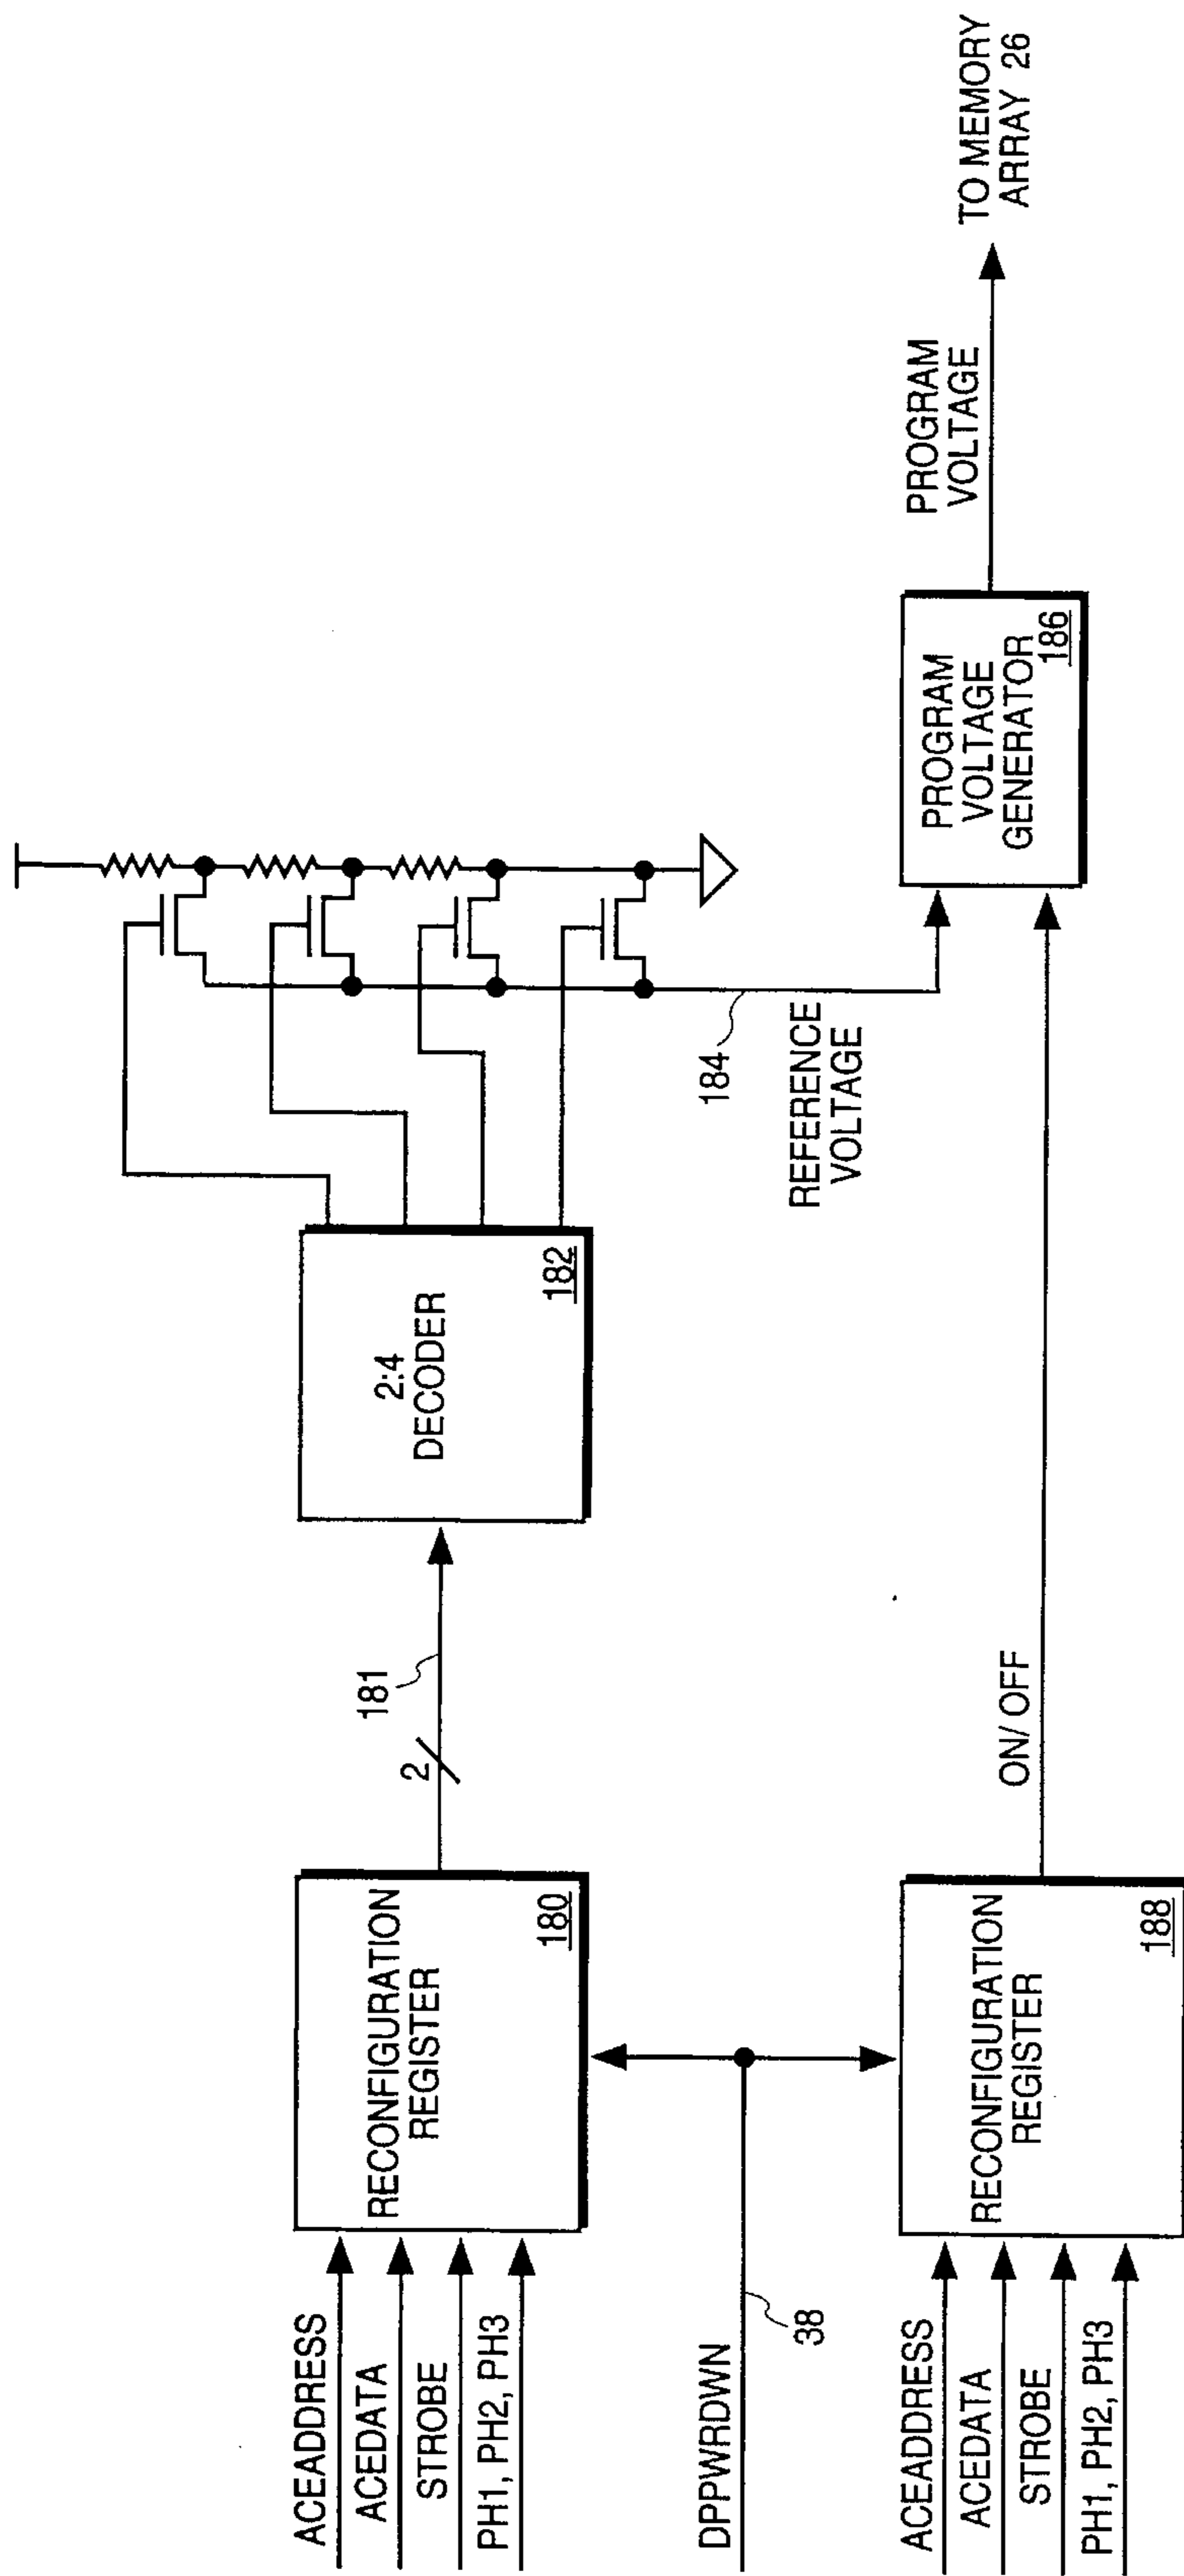 ACEADDRESS
ACEDATA
STROBE
PH1, PH2, PH3
RECONFIGURATION
REGISTER
180
2
181
2:4
DECODER
182
DPPWRDWN
38
184
REFERENCE
VOLTAGE
ACEADDRESS
ACEDATA
STROBE
PH1, PH2, PH3
RECONFIGURATION
REGISTER
188
ON/ OFF
PROGRAM
VOLTAGE
GENERATOR
186
PROGRAM
VOLTAGE
TO MEMORY
ARRAY 26